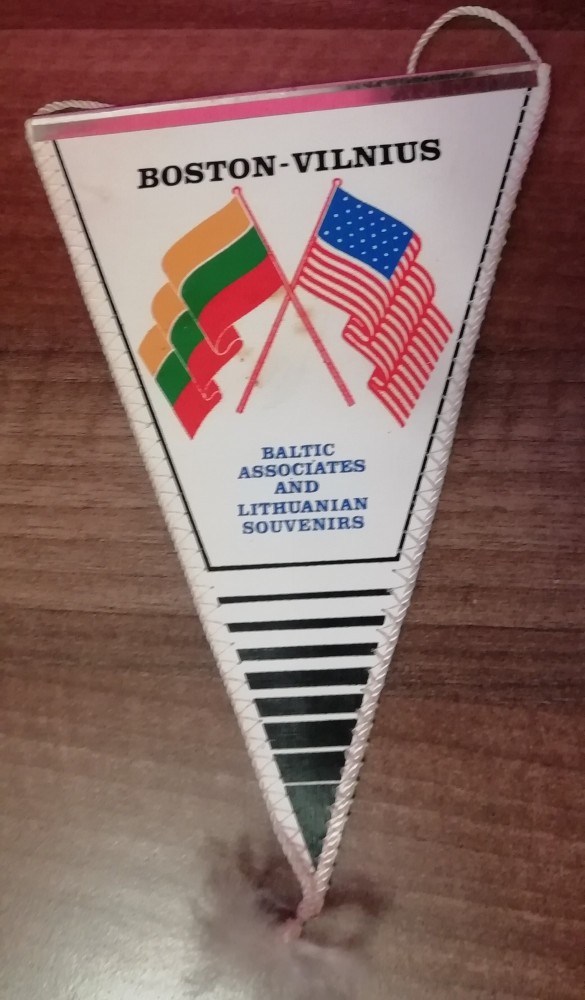 BOSTON-VILNIUS
BALTIC
ASSOCIATES
AND
LITHUANIAN
SOUVENIRS